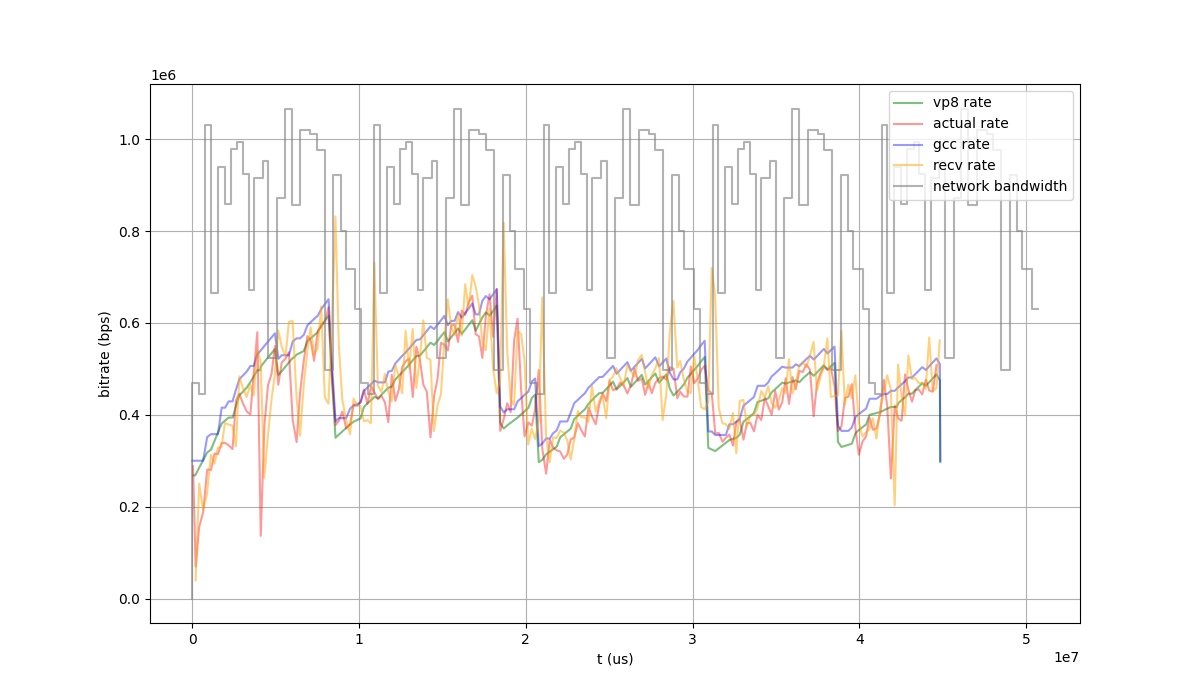 1e6
1.0
0.8
0.6
0.4
0.2
0.0
bitrate (bps)
vp8 rate
actual rate
gcc rate
recv rate
network bandwidth
0 1 2 3 4 5
t (us)
1e7